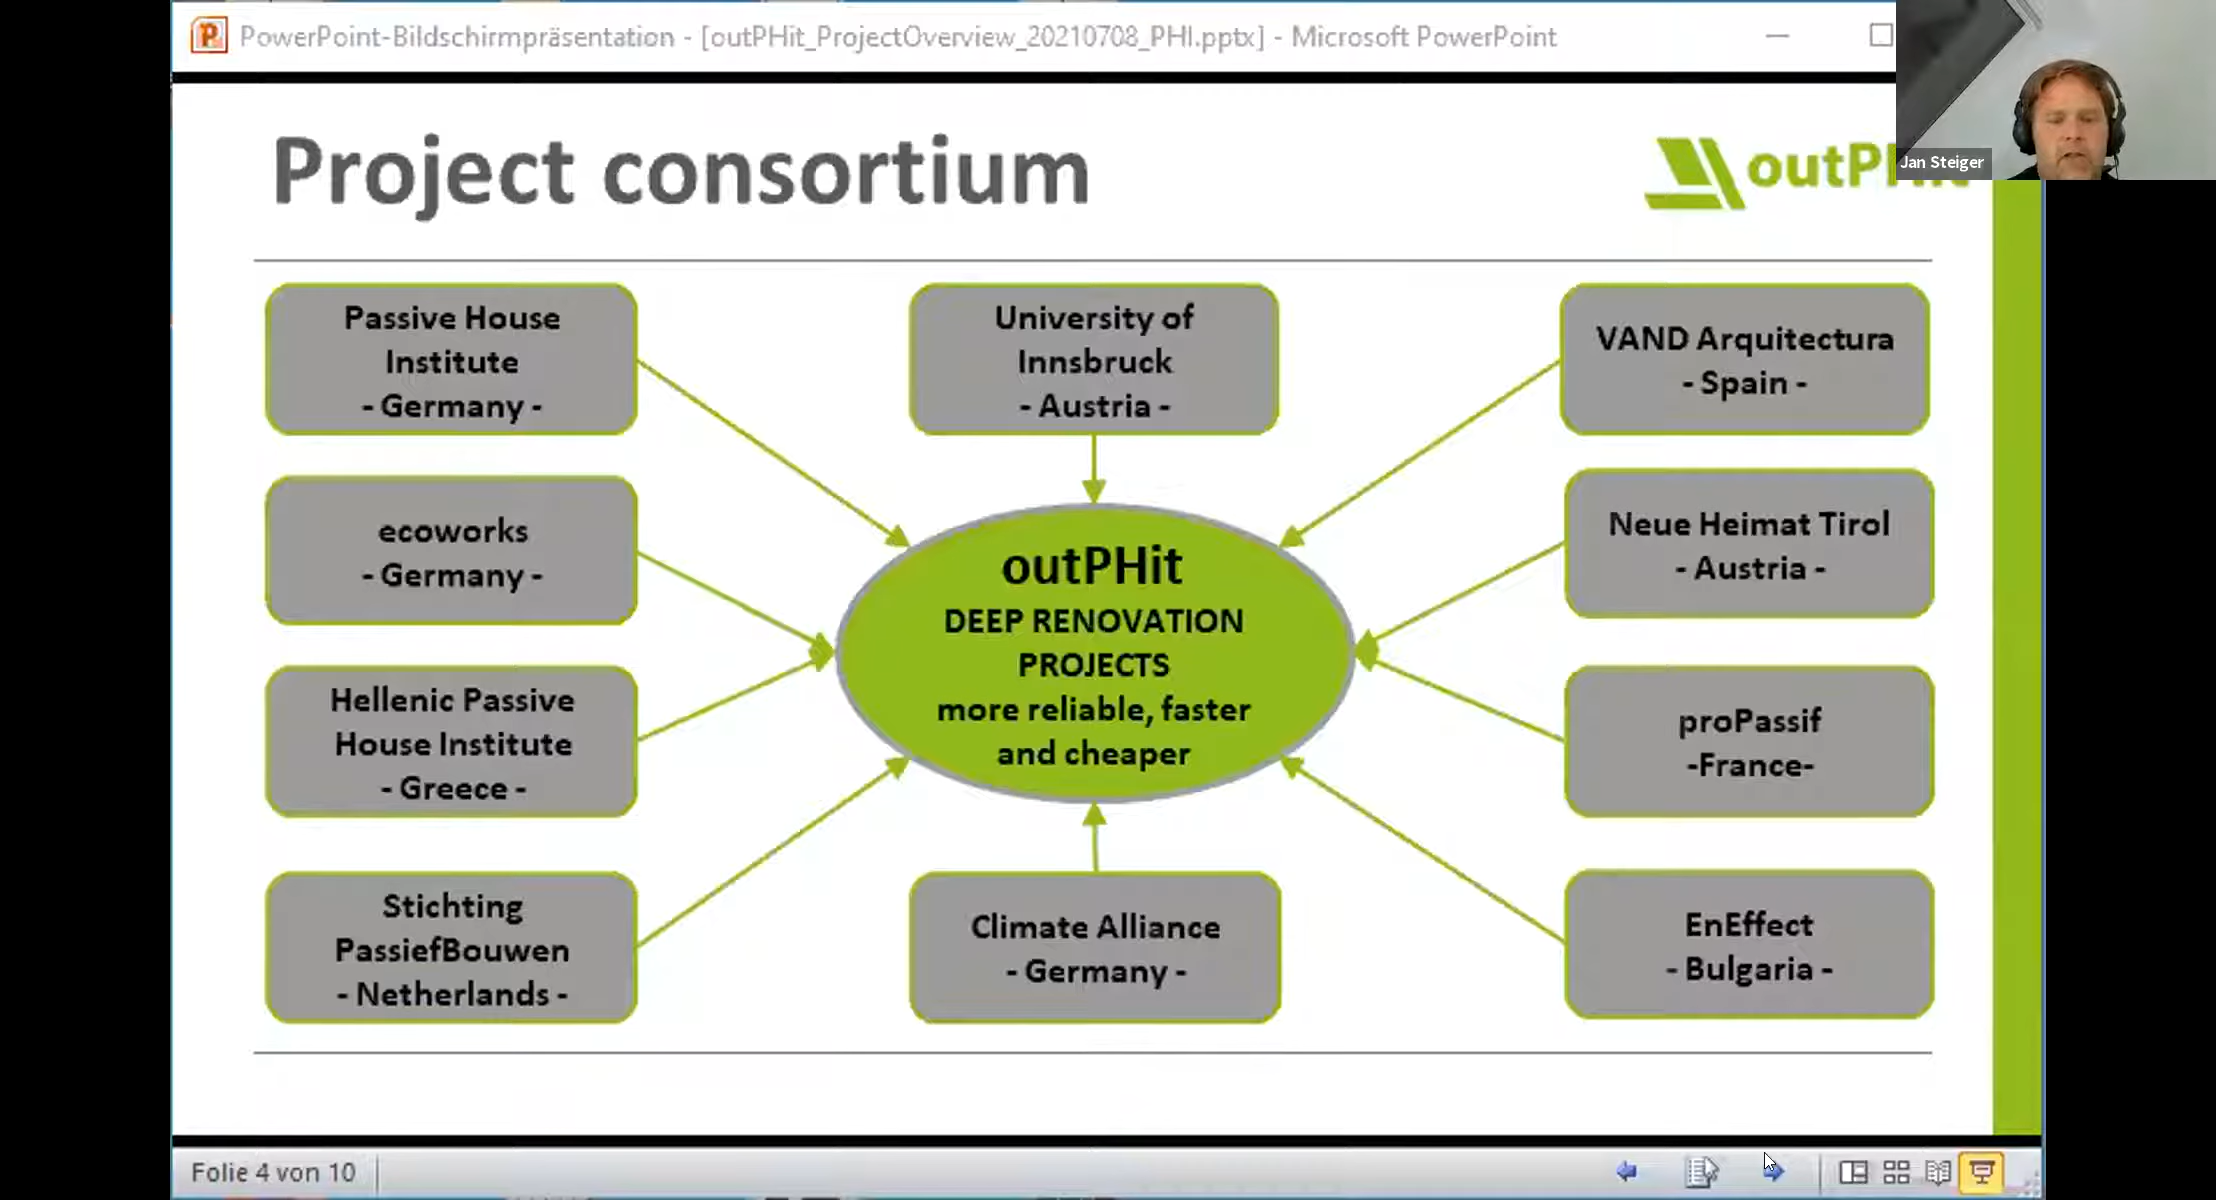 PowerPoint-Bildschirmpräsentation - [outPHit_ProjectOverview_20210708_PHI.pptx] - Microsoft PowerPoint
Jan Steiger
Project consortium
outPHit
Passive House
Institute
- Germany -
University of
Innsbruck
- Austria -
VAND Arquitectura
- Spain -
ecoworks
- Germany -
Neue Heimat Tirol
- Austria -
outPHit
DEEP RENOVATION
PROJECTS
more reliable, faster
and cheaper
Hellenic Passive
House Institute
- Greece -
proPassif
-France-
Stichting
PassiefBouwen
- Netherlands -
Climate Alliance
- Germany -
EnEffect
- Bulgaria -
Folie 4 von 10